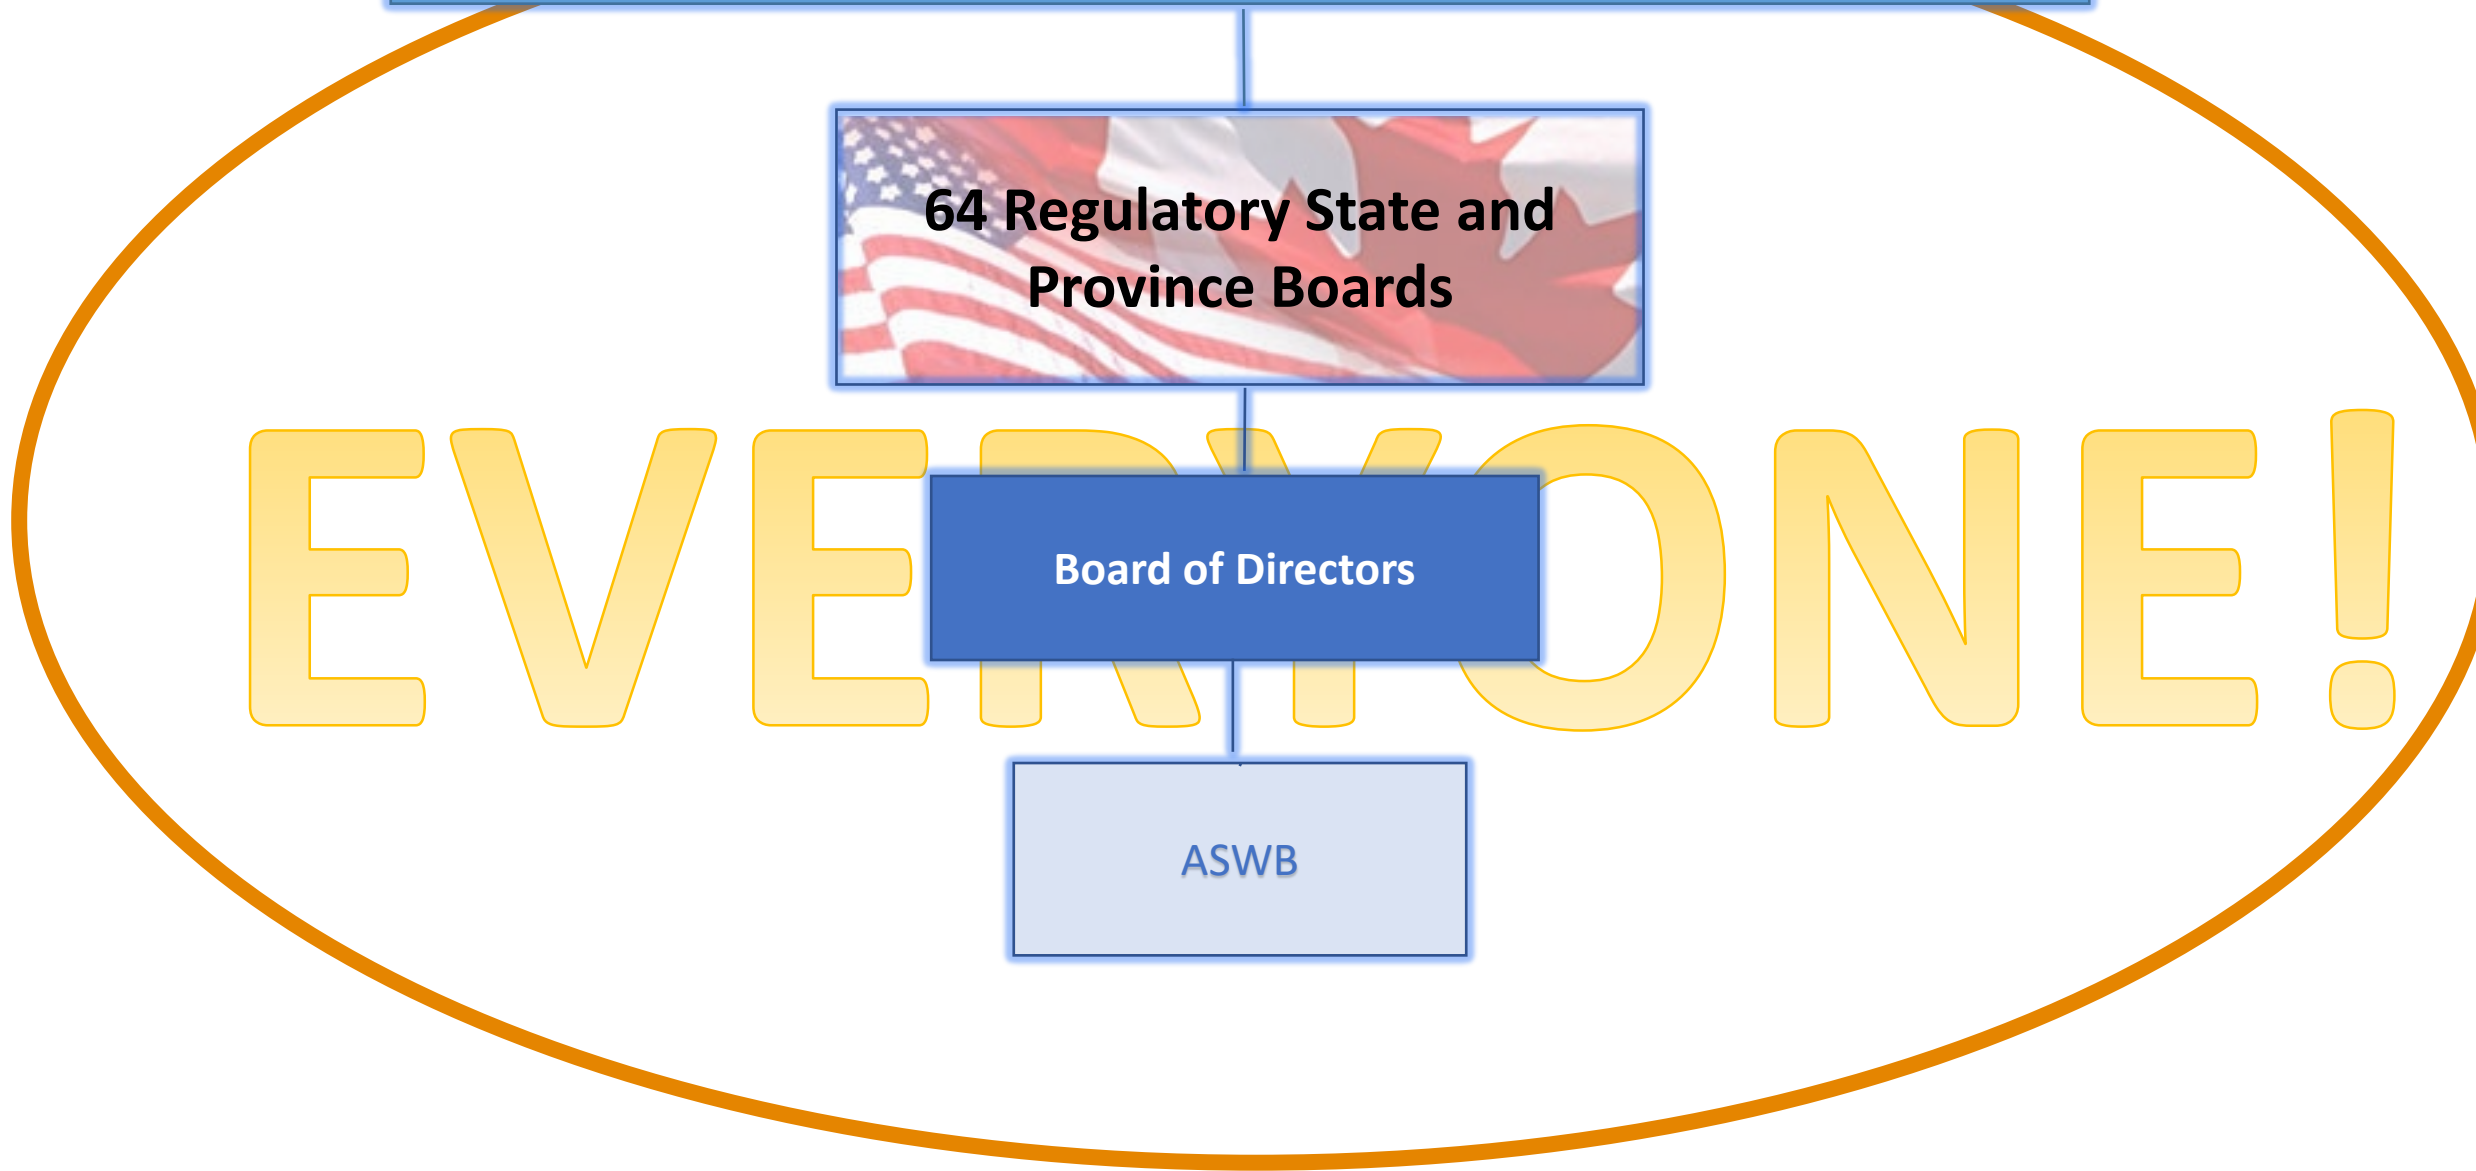 64 Regulatory State and
Province Boards
EVERYONE!
Board of Directors
ASWB